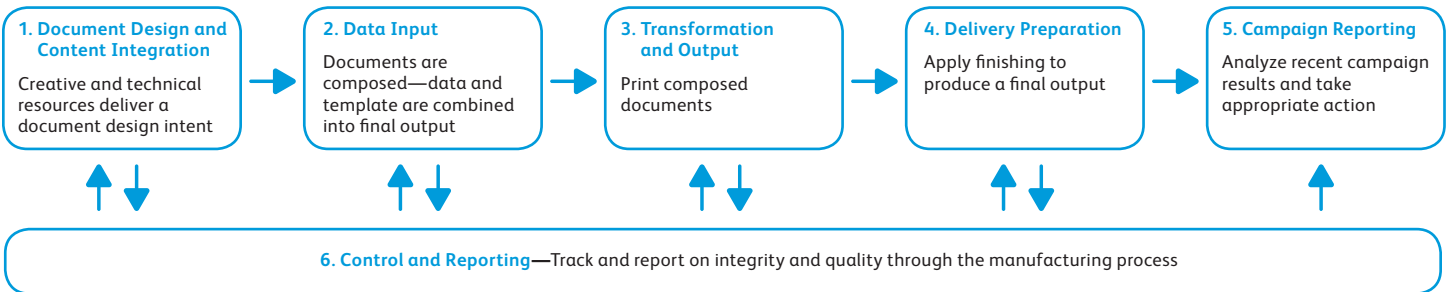 1. Document Design and
Content Integration
Creative and technical
resources deliver a
document design intent
2. Data Input
Documents are
composed—data and
template are combined
into final output
3. Transformation
and Output
Print composed
documents
4. Delivery Preparation
Apply finishing to
produce a final output
5. Campaign Reporting
Analyze recent campaign
results and take
appropriate action
6. Control and Reporting—Track and report on integrity and quality through the manufacturing process